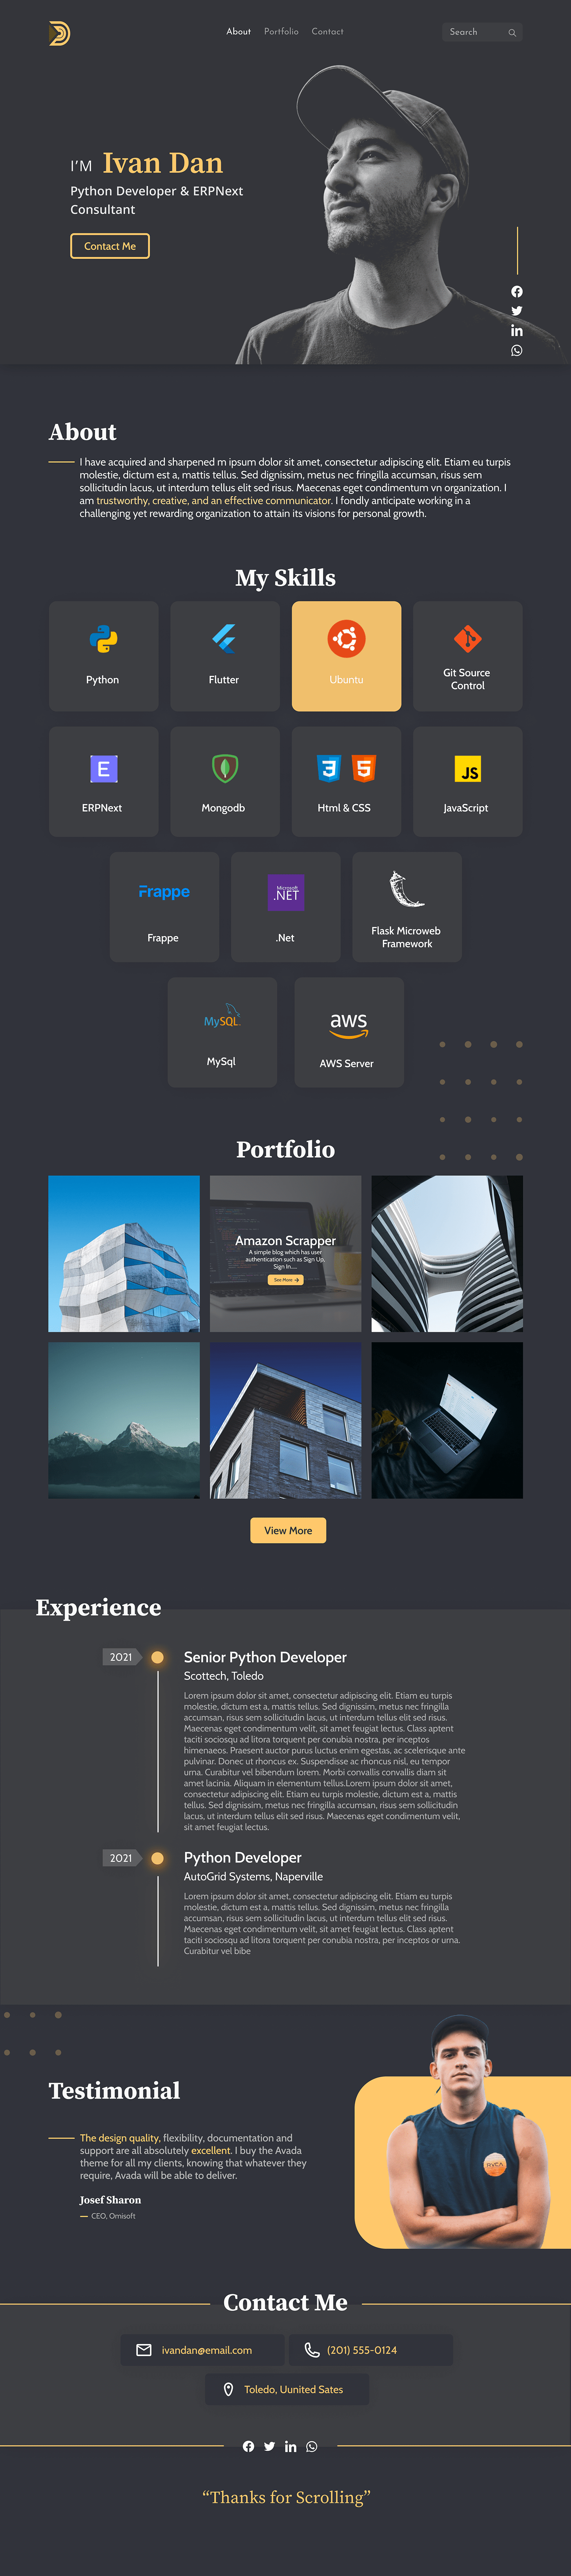 About Portfolio Contact Search
I'M Ivan Dan
Python Developer & ERPNext
Consultant
Contact Me
About
I have acquired and sharpened m ipsum dolor sit amet, consectetur adipiscing elit. Etiam eu turpis
molestie, dictum est a, mattis tellus. Sed dignissim, metus nec fringilla accumsan, risus sem
sollicitudin lacus, ut interdum tellus elit sed risus. Maecenas eget condimentum vn organization. I
am trustworthy, creative, and an effective communicator. I fondly anticipate working in a
challenging yet rewarding organization to attain its visions for personal growth.
My Skills
Python
Flutter
Ubuntu
Git Source
Control
E
ERPNext
Mongodb
3 5
Html & CSS
JS
JavaScript
Frappe
Frappe
Microsoft
.NET
.Net
Flask Microweb
Framework
MySQL
MySql
aws
AWS Server
Portfolio
Amazon Scrapper
A simple blog which has user
authentication such as Sign Up,
Sign In.....
See More
View More
Experience
2021
Senior Python Developer
Scottech, Toledo
Lorem ipsum dolor sit amet, consectetur adipiscing elit. Etiam eu turpis
molestie, dictum est a, mattis tellus. Sed dignissim, metus nec fringilla
accumsan, risus sem sollicitudin lacus, ut interdum tellus elit sed risus.
Maecenas eget condimentum velit, sit amet feugiat lectus. Class aptent
taciti sociosqu ad litora torquent per conubia nostra, per inceptos
himenaeos. Praesent auctor purus luctus enim egestas, ac scelerisque ante
pulvinar. Donec ut rhoncus ex. Suspendisse ac rhoncus nisl, eu tempor
urna. Curabitur vel bibendum lorem. Morbi convallis convallis diam sit
amet lacinia. Aliquam in elementum tellus.Lorem ipsum dolor sit amet,
consectetur adipiscing elit. Etiam eu turpis molestie, dictum est a, mattis
tellus. Sed dignissim, metus nec fringilla accumsan, risus sem sollicitudin
lacus, ut interdum tellus elit sed risus. Maecenas eget condimentum velit,
sit amet feugiat lectus.
2021
Python Developer
AutoGrid Systems, Naperville
Lorem ipsum dolor sit amet, consectetur adipiscing elit. Etiam eu turpis
molestie, dictum est a, mattis tellus. Sed dignissim, metus nec fringilla
accumsan, risus sem sollicitudin lacus, ut interdum tellus elit sed risus.
Maecenas eget condimentum velit, sit amet feugiat lectus. Class aptent
taciti sociosqu ad litora torquent per conubia nostra, per inceptos or urna.
Curabitur vel bibe
Testimonial
The design quality, flexibility, documentation and
support are all absolutely excellent. I buy the Avada
theme for all my clients, knowing that whatever they
require, Avada will be able to deliver.
Josef Sharon
CEO, Omisoft
RVCA
Contact Me
ivandan@email.com
(201) 555-0124
Toledo, Uunited Sates
“Thanks for Scrolling”